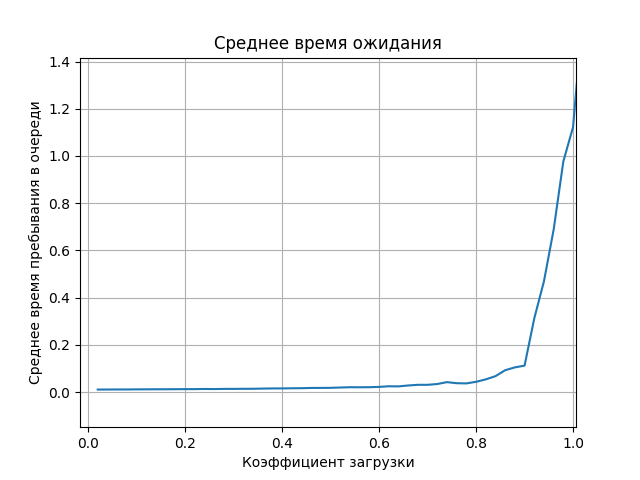 Среднее время ожидания
Среднее время пребывания в очереди
1.4
1.2
1.0
0.8
0.6
0.4
0.2
0.0
0.0 0.2 0.4 0.6 0.8 1.0
Коэффициент загрузки